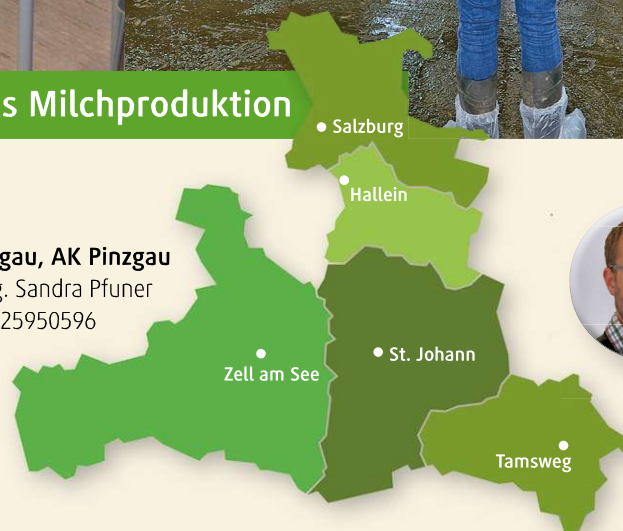 s Milchproduktion
Salzburg
Hallein
gau, AK Pinzgau
g. Sandra Pfuner
25950596
St. Johann
Zell am See
Tamsweg